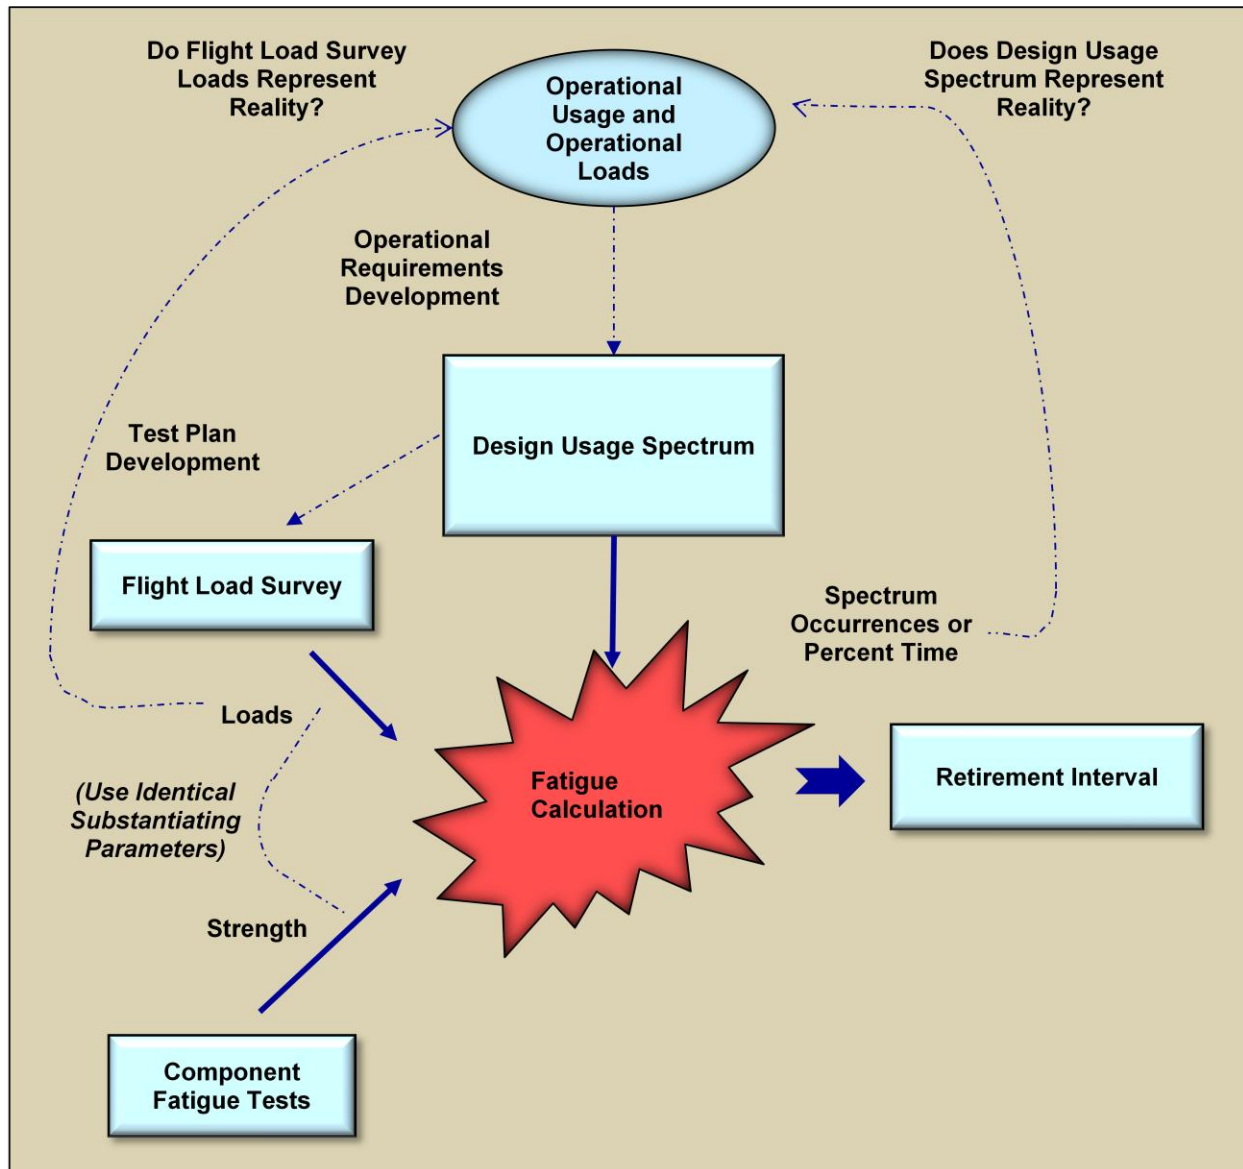 Do Flight Load Survey
Loads Represent
Reality?
Operational
Usage and
Operational
Loads
Does Design Usage
Spectrum Represent
Reality?
Operational
Requirements
Development
Test Plan
Development
Design Usage Spectrum
Flight Load Survey
Spectrum
Occurrences or
Percent Time
Loads
(Use Identical
Substantiating
Parameters)
Fatigue
Calculation
Retirement Interval
Strength
Component
Fatigue Tests